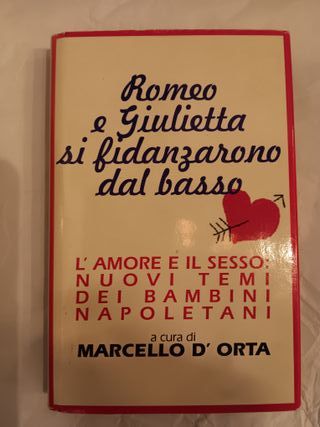 Romeo
e Giulietta
si fidanzarono
dal basso
L'AMORE E IL SESSO:
NUOVI TEMI
DEI BAMBINI
NAPOLETANI
a cura di
MARCELLO D' ORTA